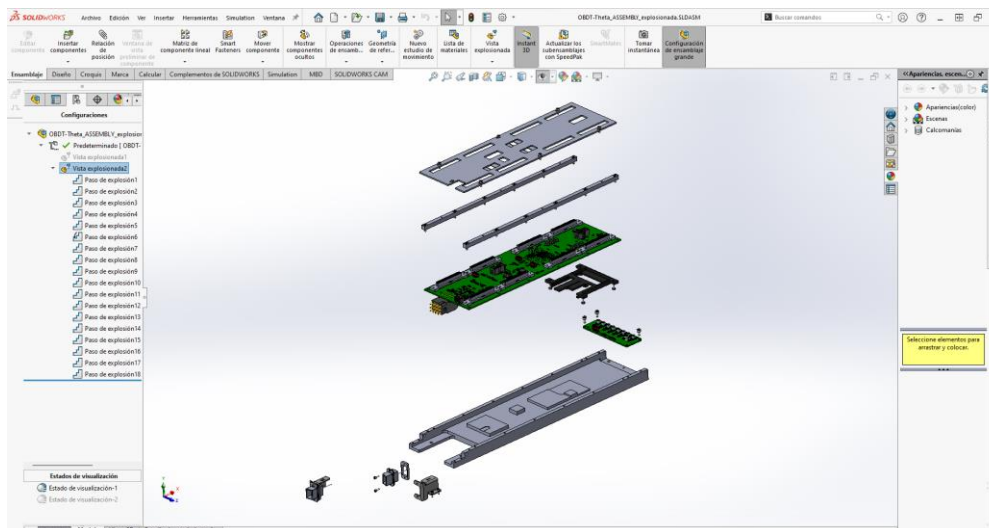 SOLIDWORKS
Archivo Edición Ver Insertar Herramientas Simulation Ventana
OBDT-Theta_ASSEMBLY_explosionada.SLDASM
Buscar comandos
Editar componente
Insertar componentes
Relación de posición
Ventana de vista preliminar de componente
Matriz de componente lineal
Smart Fasteners
Mover componente
Mostrar componentes ocultos
Operaciones de ensamb...
Geometría de refer...
Nuevo estudio de movimiento
Lista de materiales
Vista explosionada
Instant 3D
Actualizar los subensamblajes con SpeedPak
Tomar instantánea
Configuración de ensamblaje grande
Ensamblaje Diseño Croquis Marca Calcular Complementos de SOLIDWORKS Simulation MBD SOLIDWORKS CAM
Configuraciones
OBDT-Theta_ASSEMBLY_explosion
Predeterminado [ OBDT-
Vista explosionada1
Vista explosionada2
Paso de explosión1
Paso de explosión2
Paso de explosión3
Paso de explosión4
Paso de explosión5
Paso de explosión6
Paso de explosión7
Paso de explosión8
Paso de explosión9
Paso de explosión10
Paso de explosión11
Paso de explosión12
Paso de explosión13
Paso de explosión14
Paso de explosión15
Paso de explosión16
Paso de explosión17
Paso de explosión18
Estados de visualización
Estado de visualización-1
Estado de visualización-2
Apariencias, escen...
Apariencias(color)
Escenas
Calcomanías
Seleccione elementos para
arrastrar y colocar.